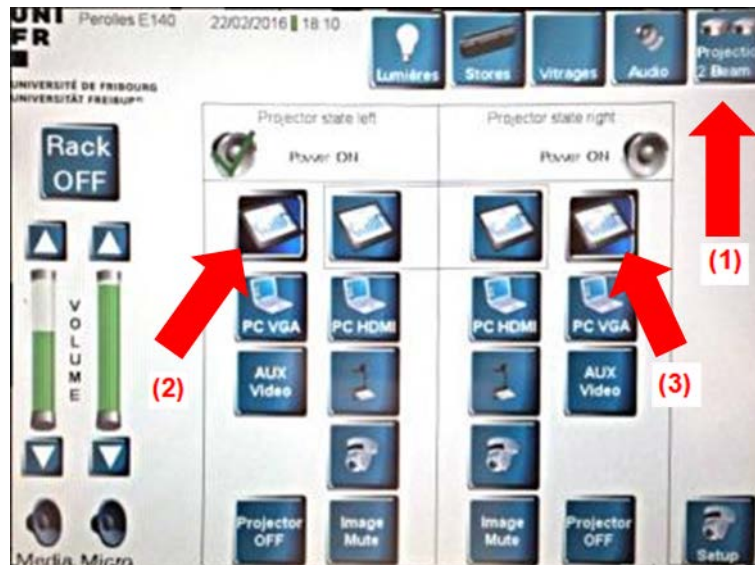 UNI
FR
UNIVERSITÉ DE FRIBOURG
UNIVERSITÄT FREIBURG
Perolles E140
22/02/2016 18:10
Lumières
Stores
Vitrages
Audio
Projectio
2 Beam
(1)
Rack
OFF
VOLUME
Media
Micro
Projector state left
Power ON
Projector state right
Power ON
(2)
(3)
PC VGA
PC HDMI
PC HDMI
PC VGA
AUX
Video
AUX
Video
Projector
OFF
Image
Mute
Image
Mute
Projector
OFF
Setup